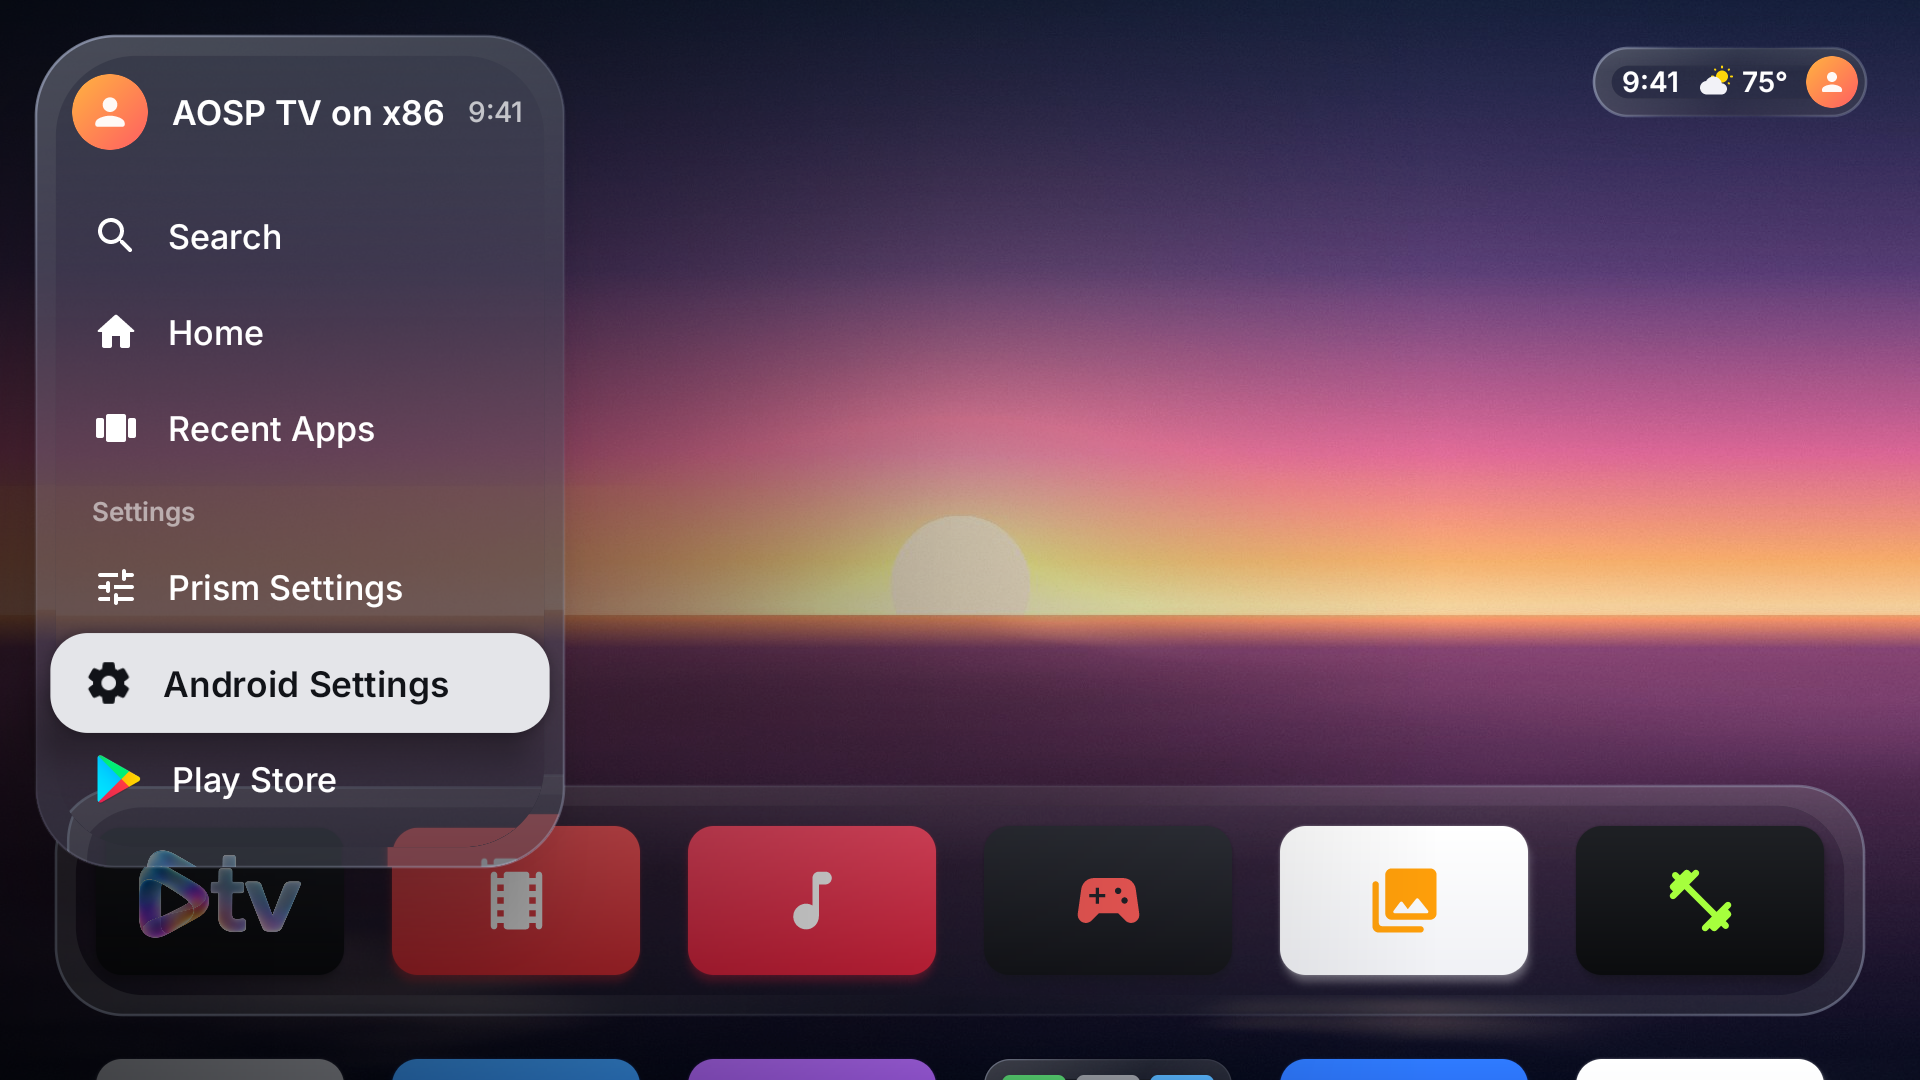 AOSP TV on x86 9:41
9:41 75°
Search
Home
Recent Apps
Settings
Prism Settings
Android Settings
Play Store
tv